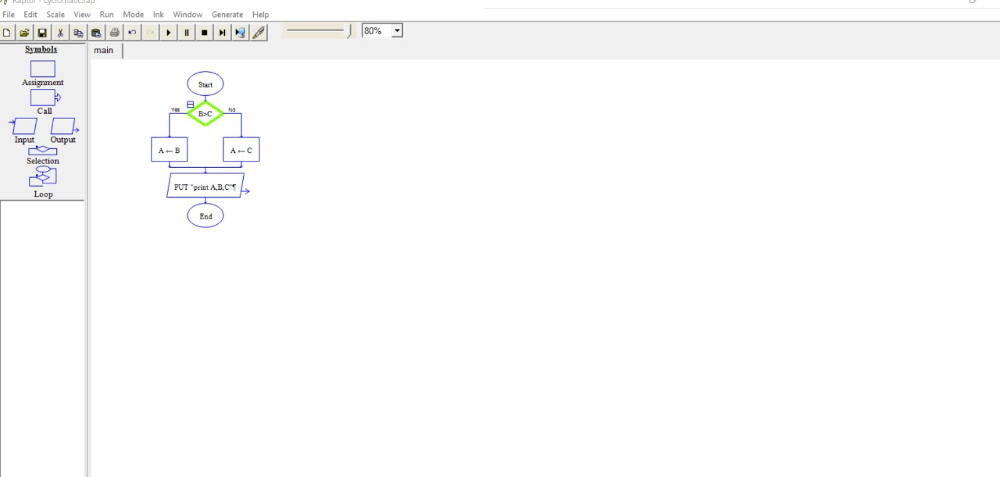 Raptor - cyclomatic.rap
File Edit Scale View Run Mode Ink Window Generate Help
80%
Symbols
main
Assignment
Call
Input Output
Selection
Loop
Start
Yes No
B>C
A ← B A ← C
PUT "print A,B,C"¶
End